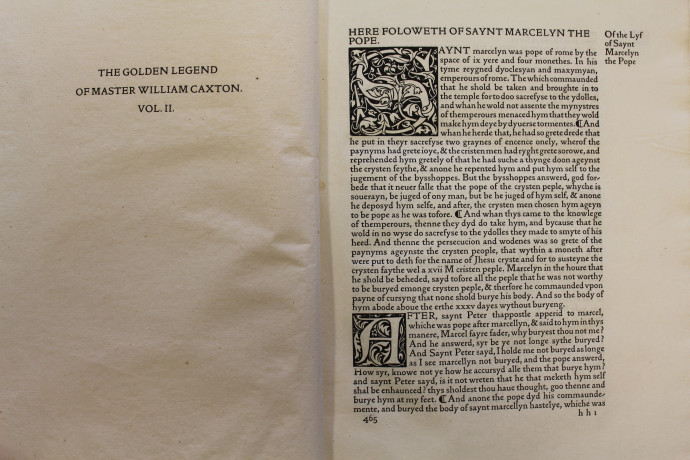 THE GOLDEN LEGEND
OF MASTER WILLIAM CAXTON.
VOL. II.
HERE FOLOWETH OF SAYNT MARCELYN THE
POPE.
Of the Lyf
of Saynt
Marcelyn
the Pope
SAYNT marcelyn was pope of rome by the
space of ix yere and four monethes. In his
tyme reygned dyoclesyan and maxymyan,
emperours of rome. The which commaunded
that he shold be taken and broughte in to
the temple for to doo sacrefyse to the ydolles,
and whan he wold not assente the mynystres
of themperours menaced hym that they wold
make hym deye by dyuerse tormentes. ¶ And
whan he herde that, he had so grete drede that
he put in theyr sacrefyse two graynes of encence onely, wherof the
paynyms had grete ioye, & the cristen men had ryght grete sorowe, and
reprehended hym gretely of that he had suche a thynge doon ageynst
the crysten feythe, & anone he repented hym and put hym self to the
jugement of the bysshoppes. But the bysshoppes answerd, god for-
bede that it neuer falle that the pope of the crysten peple, whyche is
souerayn, be juged of ony man, but be he juged of hym self, & anone
he deposyd hym selfe, and after, the crysten men chosen hym ageyn
to be pope as he was tofore. ¶ And whan thys came to the knowlege
of themperours, thenne they dyd do take hym, and bycause that he
wold in no wyse do sacrefyse to the ydolles they made to smyte of his
heed. And thenne the persecucion and wodenes was so grete of the
paynyms ageynste the crysten people, that wythin a moneth after
were put to deth for the name of Jhesu cryste and for to susteyne the
crysten faythe wel a xvii M cristen peple. Marcelyn in the houre that
he shold be beheded, sayd tofore all the peple that he was not worthy
to be buryed emonge crysten peple, & therfore he commaunded vpon
payne of cursyng that none shold burye his body. And so the body of
hym abode aboue the erthe xxxv dayes wythout buryeng.
AFTER, saynt Peter thappostle apperid to marcel,
whiche was pope after marcellyn, & said to hym in thys
manere, Marcel fayre fader, why buryest thou not me?
And he answerd, syr be ye not longe sythe buryed?
And Saynt Peter sayd, I holde me not buryed as longe
as I see marcellyn not buryed, and the pope answerd,
How syr, knowe not ye how he accursyd alle them that burye hym?
and saynt Peter sayd, is it not wreten that he that meketh hym self
shal be enhaunced? thys sholdest thou haue thought, goo thenne and
burye hym at my feet. ¶ And anone the pope dyd his commaunde-
mente, and buryed the body of saynt marcellyn hastelye, whiche was
465
hh1